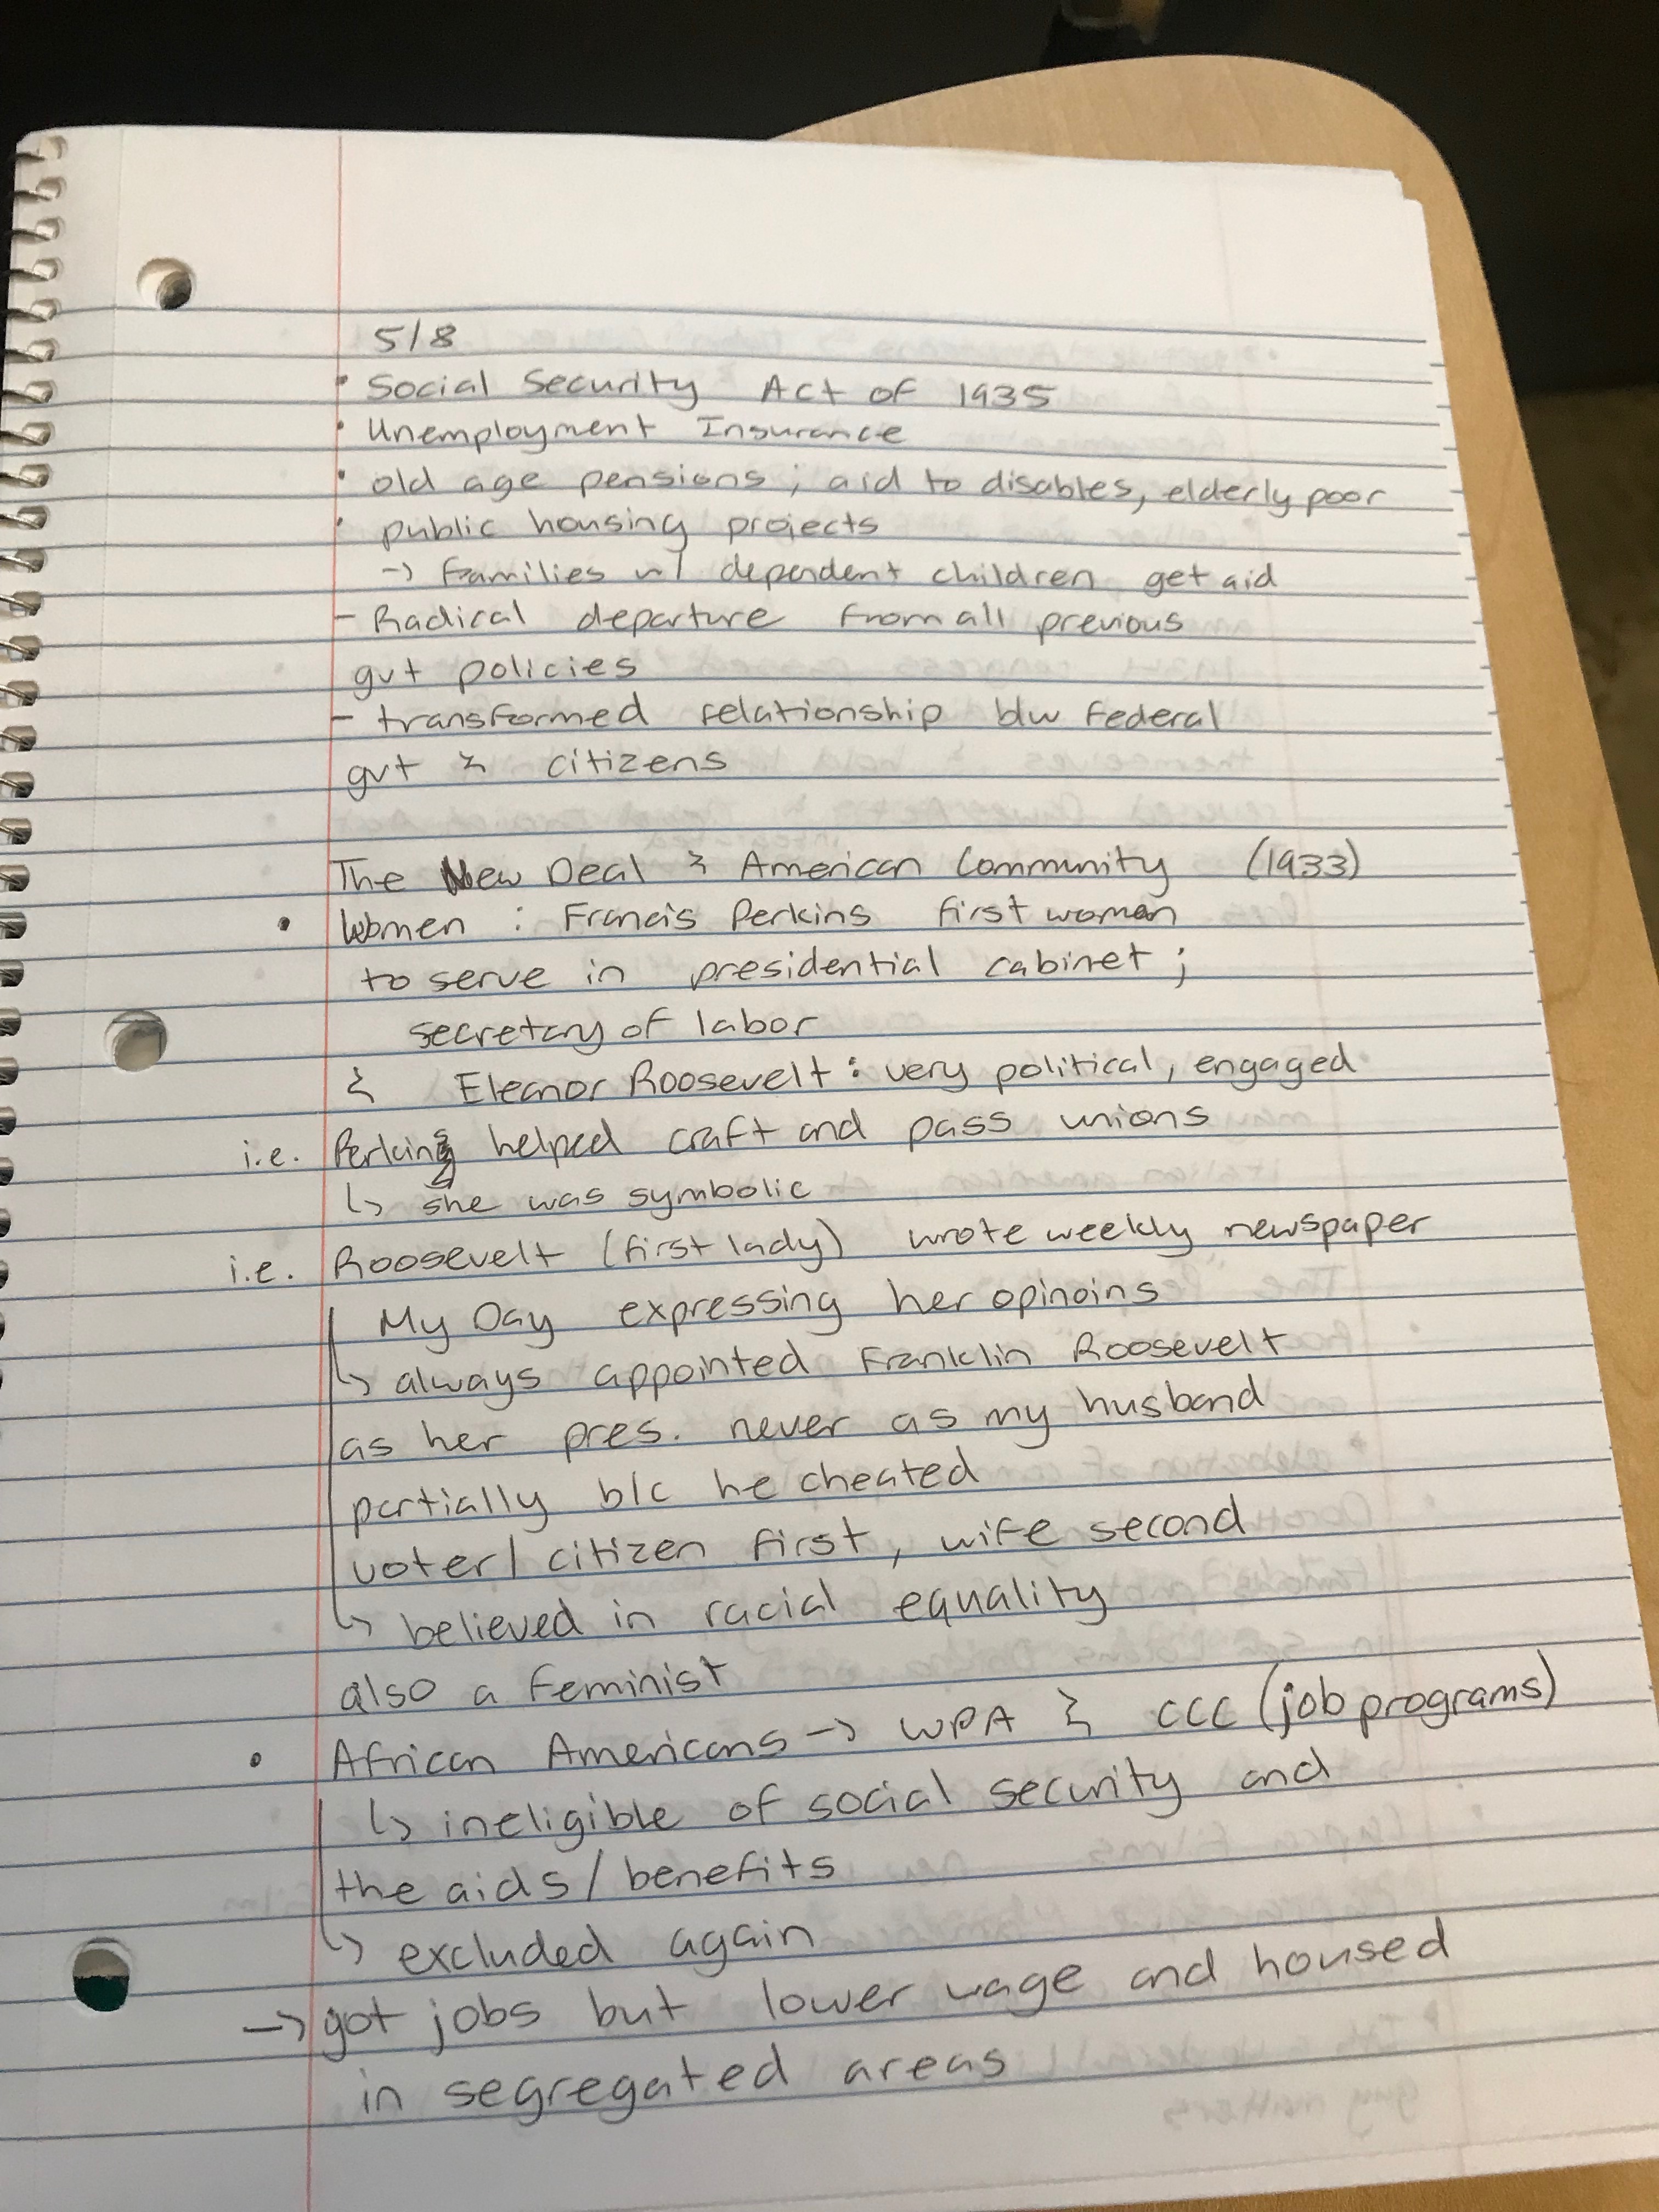 5/8
• Social Security Act of 1935
• Unemployment Insurance
• old age pensions ; aid to disables, elderly poor
• public housing projects
→ Families w/ dependent children get aid
- Radical departure from all previous
gvt policies
- transformed relationship b/w Federal
gvt & citizens
The New Deal & American Community (1933)
• Women : Francis Perkins first woman
to serve in presidential cabinet ;
secretary of labor
& Eleanor Roosevelt : very political, engaged
i.e. Perkins helped craft and pass unions
↳ she was symbolic
i.e. Roosevelt (first lady) wrote weekly newspaper
My Day expressing her opinoins
↳ always appointed Franklin Roosevelt
as her pres. never as my husband
partially b/c he cheated
voter/citizen first, wife second
↳ believed in racial equality
also a feminist
• African Americans → WPA & CCC (job programs)
↳ ineligible of social security and
the aids/benefits
↳ excluded again
→ got jobs but lower wage and housed
in segregated areas